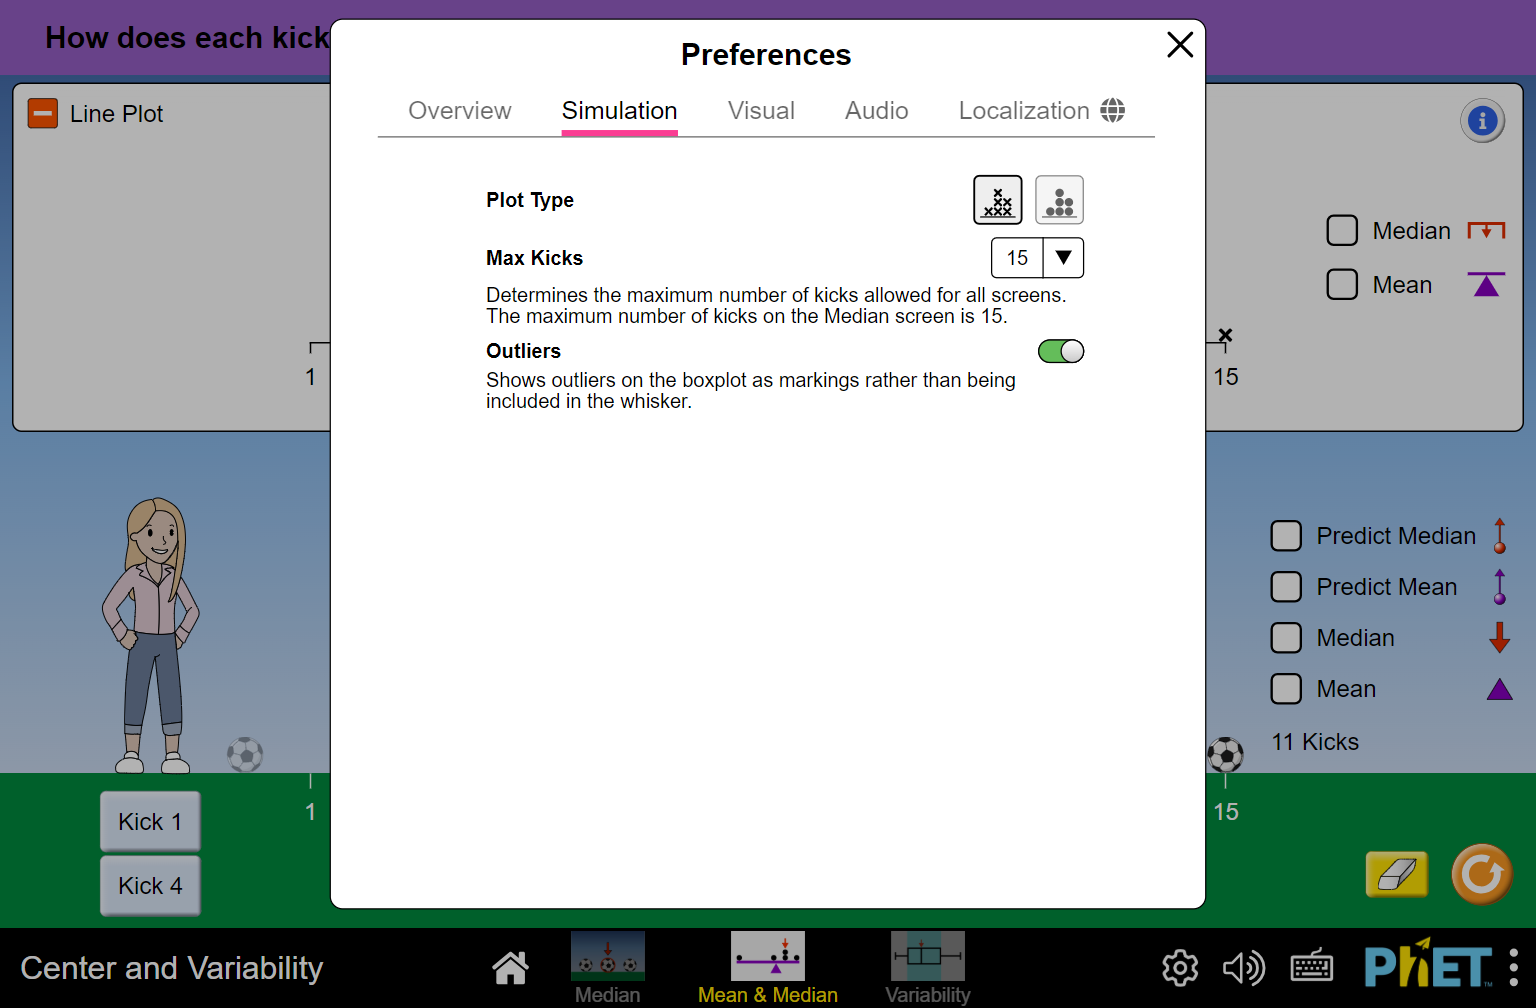 How does each kick
Preferences
Overview Simulation Visual Audio Localization
Line Plot
Plot Type
Max Kicks 15
Determines the maximum number of kicks allowed for all screens.
The maximum number of kicks on the Median screen is 15.
Outliers
Shows outliers on the boxplot as markings rather than being
included in the whisker.
Median
Mean
1
15
Predict Median
Predict Mean
Median
Mean
11 Kicks
1
15
Kick 1
Kick 4
Center and Variability
Median
Mean & Median
Variability
PhET™